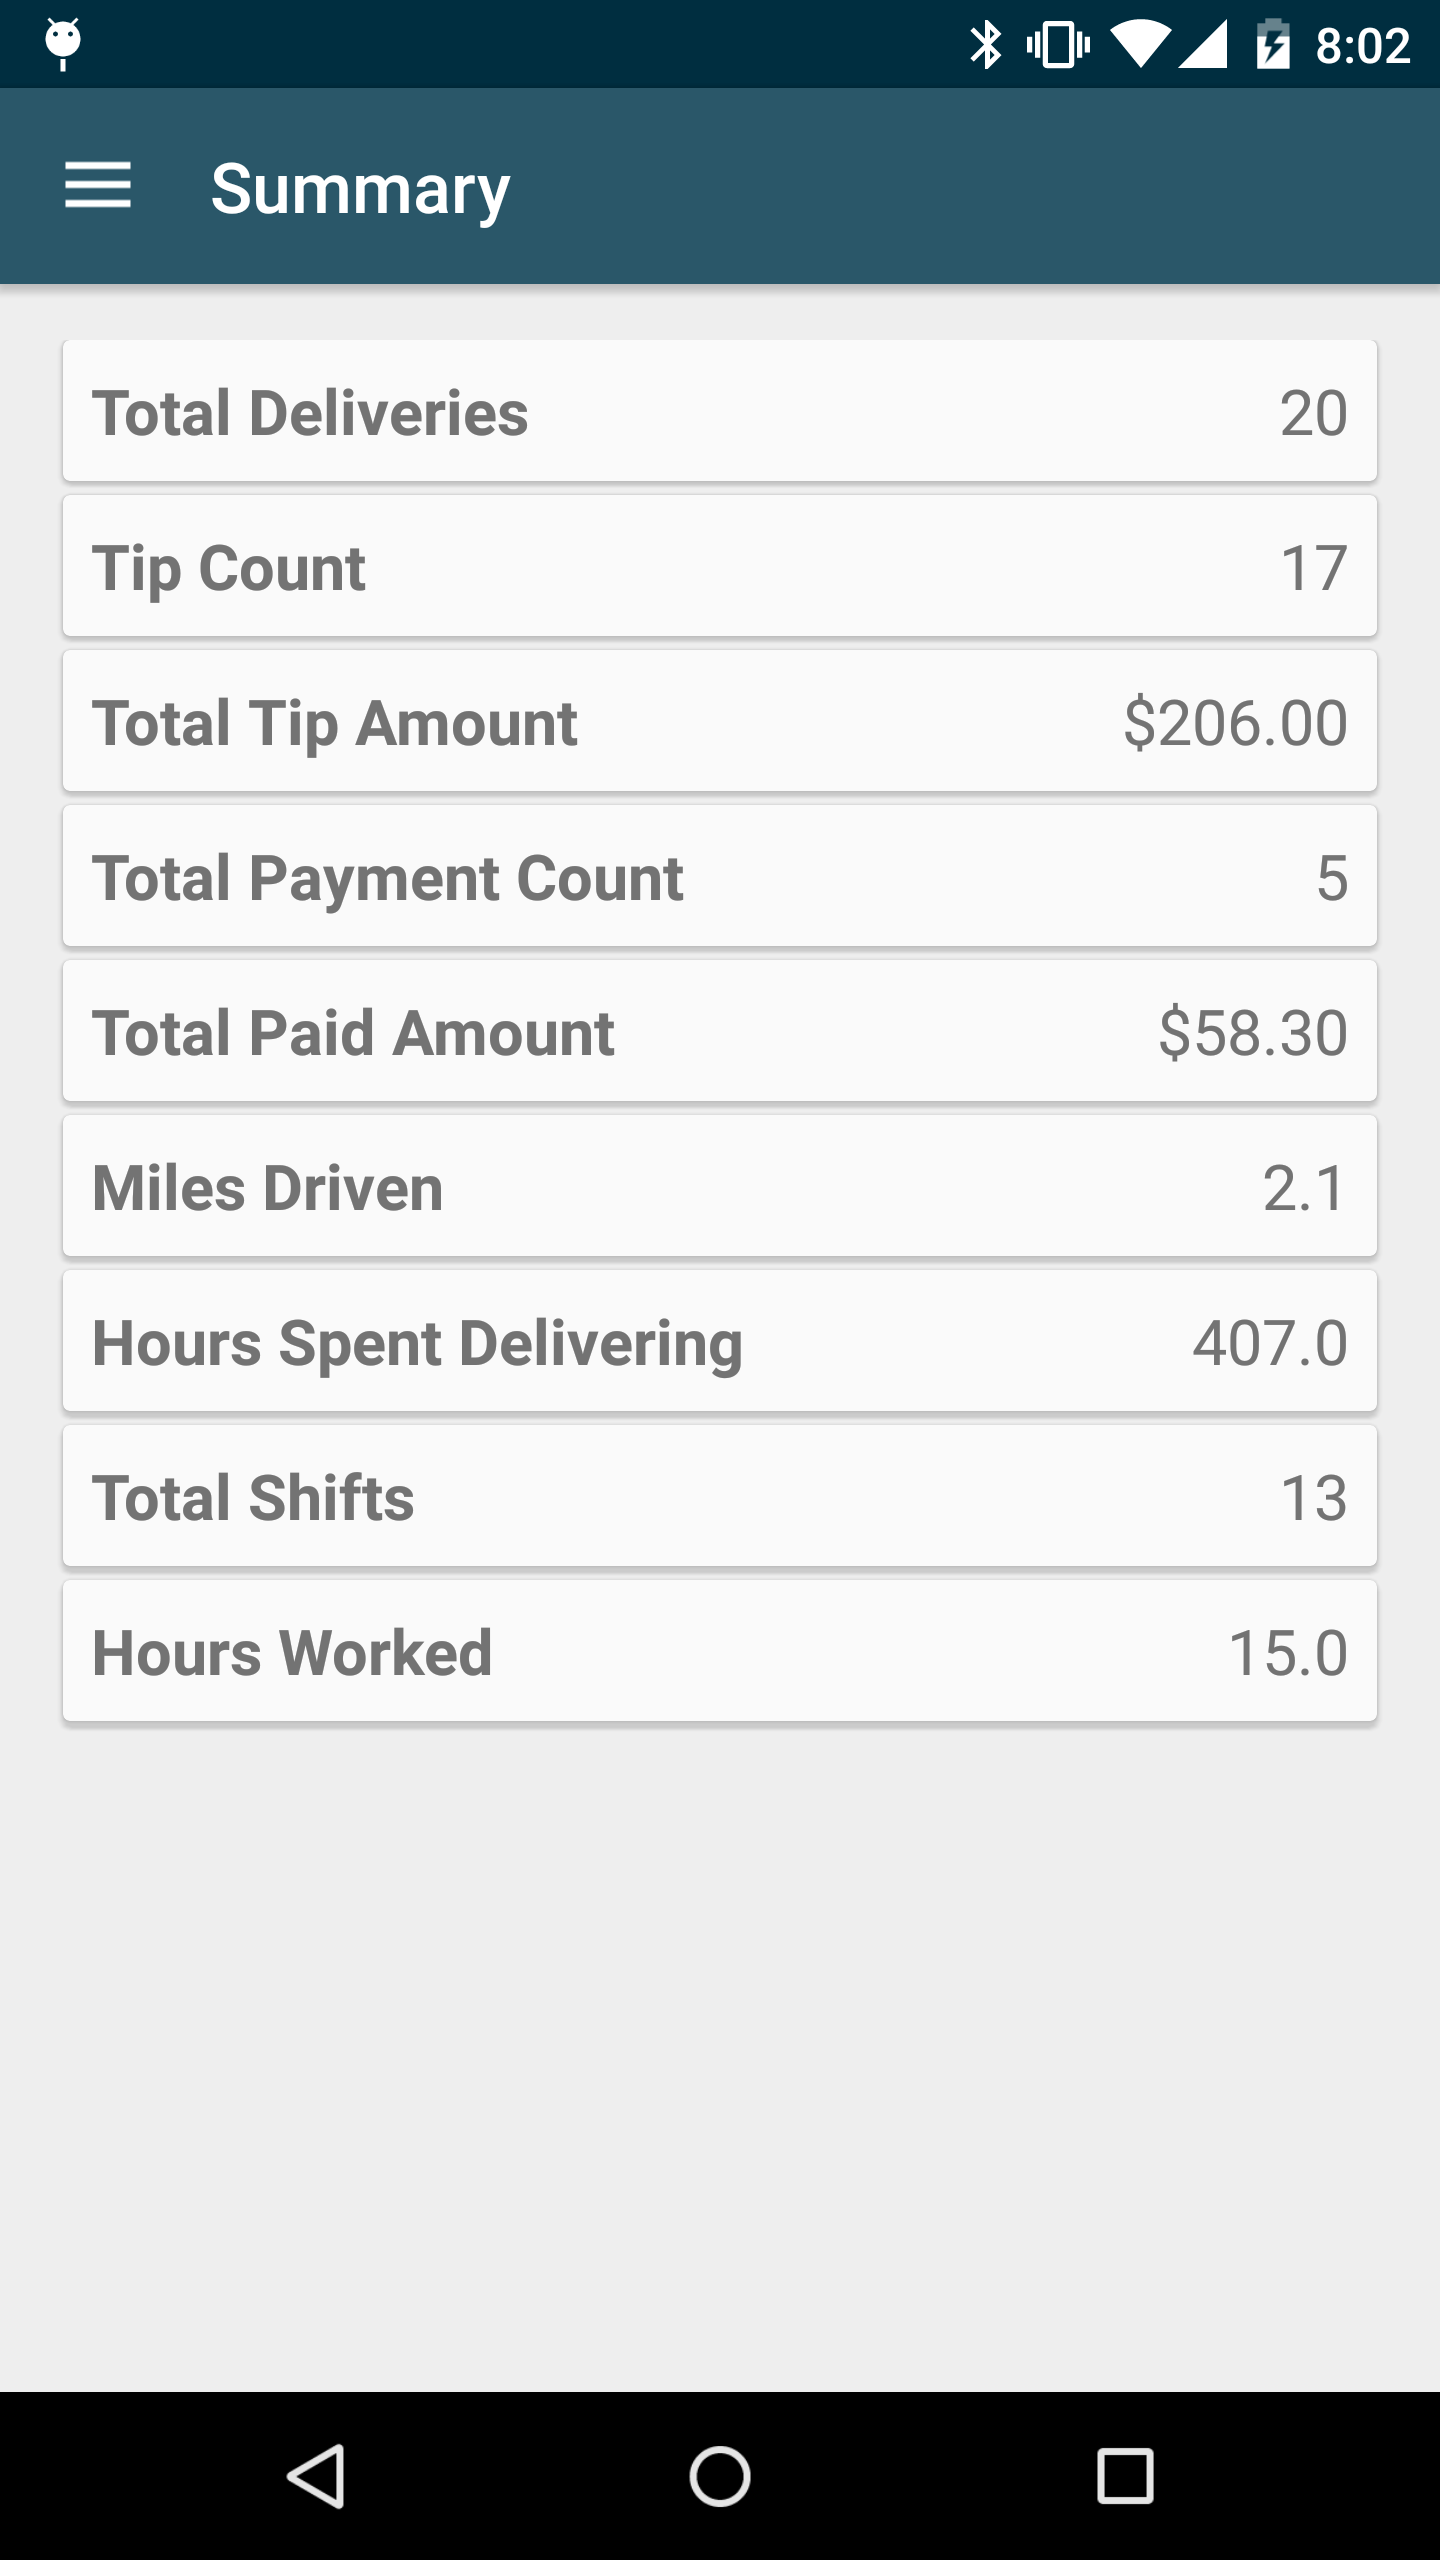 8:02
Summary
Total Deliveries 20
Tip Count 17
Total Tip Amount $206.00
Total Payment Count 5
Total Paid Amount $58.30
Miles Driven 2.1
Hours Spent Delivering 407.0
Total Shifts 13
Hours Worked 15.0